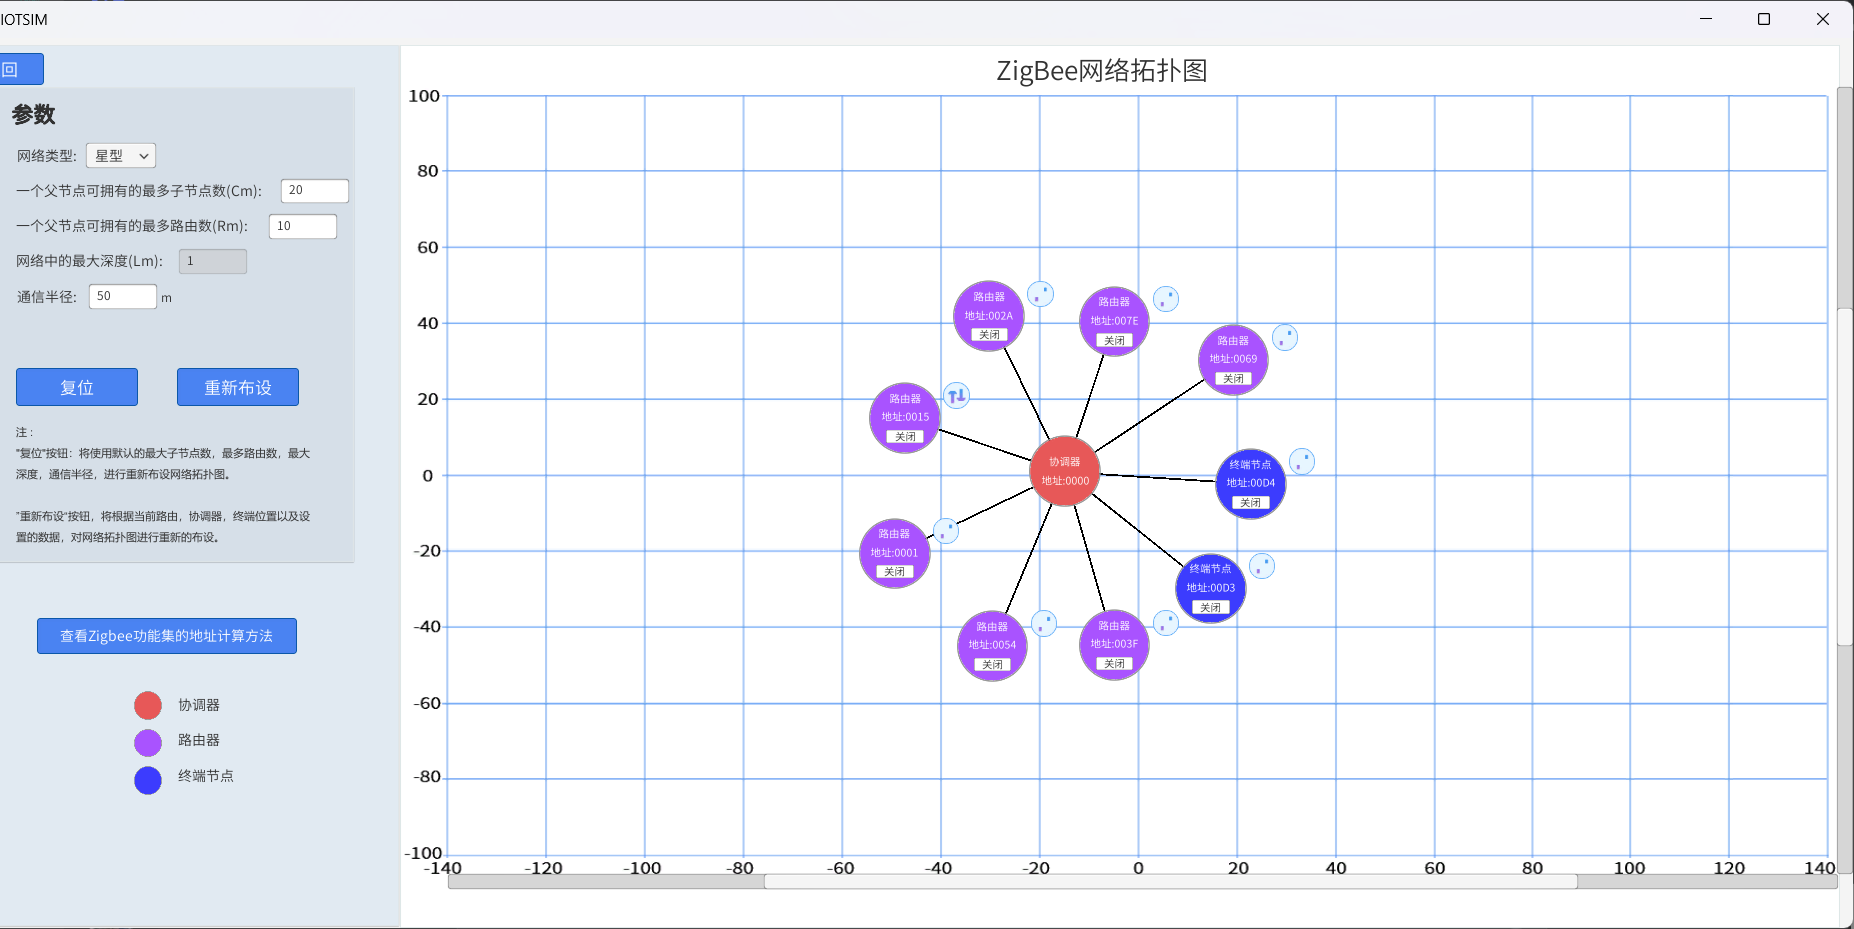 IOTSIM
回
参数
网络类型: 星型
一个父节点可拥有的最多子节点数(Cm): 20
一个父节点可拥有的最多路由数(Rm): 10
网络中的最大深度(Lm): 1
通信半径: 50 m
复位 重新布设
注：
"复位"按钮：将使用默认的最大子节点数，最多路由数，最大
深度，通信半径，进行重新布设网络拓扑图。
"重新布设"按钮，将根据当前路由，协调器，终端位置以及设
置的数据，对网络拓扑图进行重新的布设。
查看Zigbee功能集的地址计算方法
协调器
路由器
终端节点
ZigBee网络拓扑图
100
80
60
40
20
0
-20
-40
-60
-80
-100
-140 -120 -100 -80 -60 -40 -20 0 20 40 60 80 100 120 140
路由器
地址:002A
关闭
路由器
地址:007E
关闭
路由器
地址:0069
关闭
路由器
地址:0015
关闭
协调器
地址:0000
终端节点
地址:00D4
关闭
路由器
地址:0001
关闭
终端节点
地址:00D3
关闭
路由器
地址:0054
关闭
路由器
地址:003F
关闭